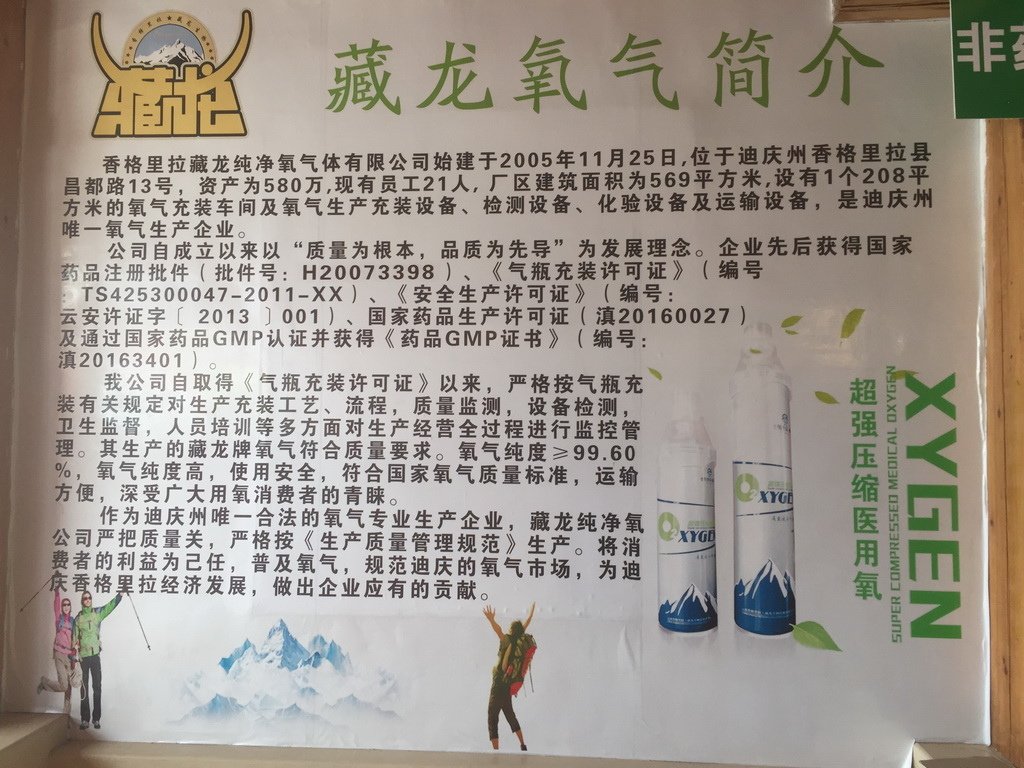 藏龙
藏龙氧气简介
非
香格里拉藏龙纯净氧气体有限公司始建于2005年11月25日,位于迪庆州香格里拉县
昌都路13号，资产为580万,现有员工21人,厂区建筑面积为569平方米,设有1个208平
方米的氧气充装车间及氧气生产充装设备、检测设备、化验设备及运输设备，是迪庆州
唯一氧气生产企业。
公司自成立以来以“质量为根本，品质为先导”为发展理念。企业先后获得国家
药品注册批件（批件号：H20073398）、《气瓶充装许可证》（编号
：TS425300047-2011-XX）、《安全生产许可证》（编号：
云安许证字〔2013〕001）、国家药品生产许可证（滇20160027）
及通过国家药品GMP认证并获得《药品GMP证书》（编号：
滇20163401）。
我公司自取得《气瓶充装许可证》以来，严格按气瓶充
装有关规定对生产充装工艺、流程，质量监测，设备检测，
卫生监督，人员培训等多方面对生产经营全过程进行监控管
理。其生产的藏龙牌氧气符合质量要求。氧气纯度≥99.60
%，氧气纯度高，使用安全，符合国家氧气质量标准，运输
方便，深受广大用氧消费者的青睐。
作为迪庆州唯一合法的氧气专业生产企业，藏龙纯净氧
公司严把质量关，严格按《生产质量管理规范》生产。将消
费者的利益为己任，普及氧气，规范迪庆的氧气市场，为迪
庆香格里拉经济发展，做出企业应有的贡献。
超强压缩医用氧
SUPER COMPRESSED MEDICAL OXYGEN
XYGEN
OXYGE
OXYGE